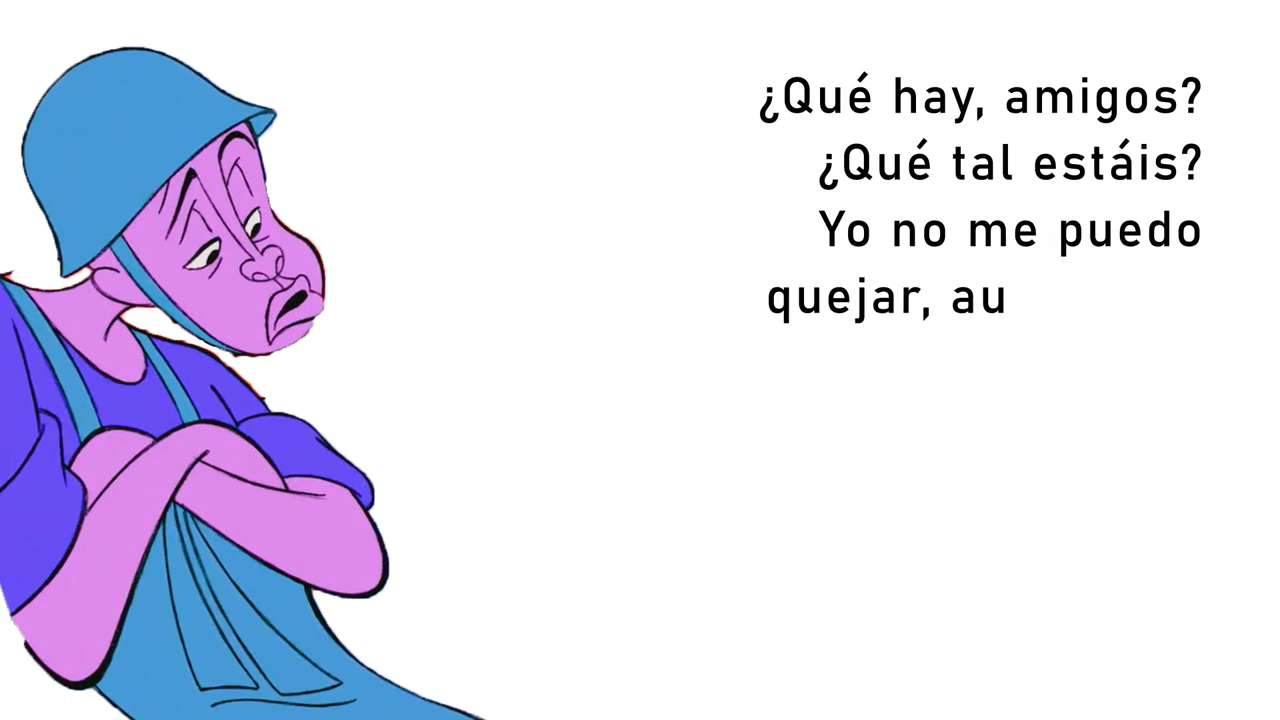 ¿Qué hay, amigos?
¿Qué tal estáis?
Yo no me puedo
quejar, au